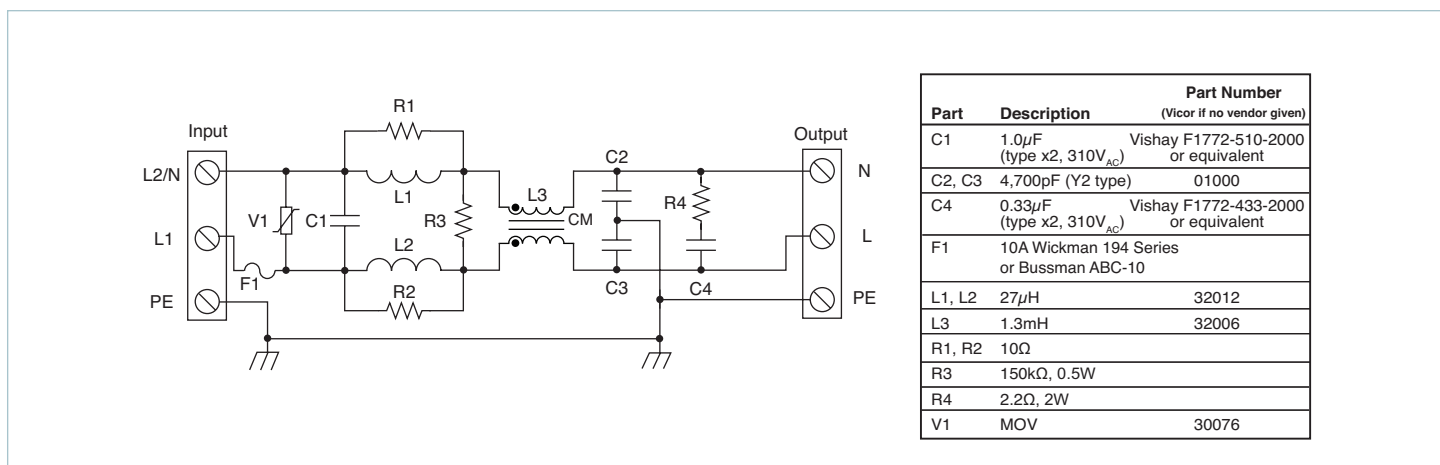 Input
L2/N
L1
PE
V1
F1
C1
R1
L1
L2
R2
R3
L3
CM
C2
C3
R4
C4
Output
N
L
PE
Part Description Part Number
(Vicor if no vendor given)
C1 1.0µF Vishay F1772-510-2000
(type x2, 310VAC) or equivalent
C2, C3 4,700pF (Y2 type) 01000
C4 0.33µF Vishay F1772-433-2000
(type x2, 310VAC) or equivalent
F1 10A Wickman 194 Series
or Bussman ABC-10
L1, L2 27µH 32012
L3 1.3mH 32006
R1, R2 10Ω
R3 150kΩ, 0.5W
R4 2.2Ω, 2W
V1 MOV 30076